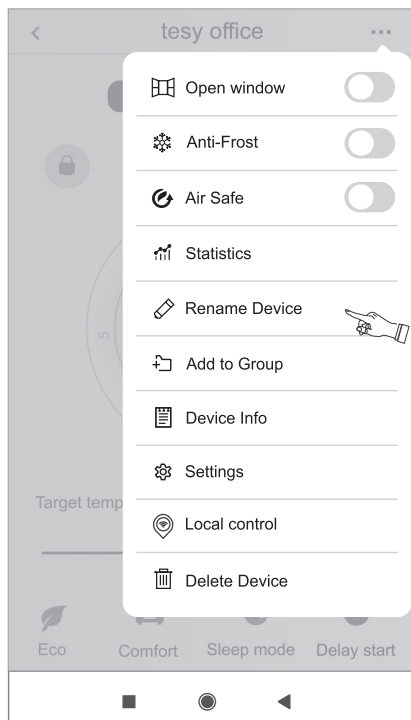 tesy office
Open window
Anti-Frost
Air Safe
Statistics
Rename Device
5
Add to Group
Device Info
Settings
Target temp
Local control
Delete Device
Eco Comfort Sleep mode Delay start